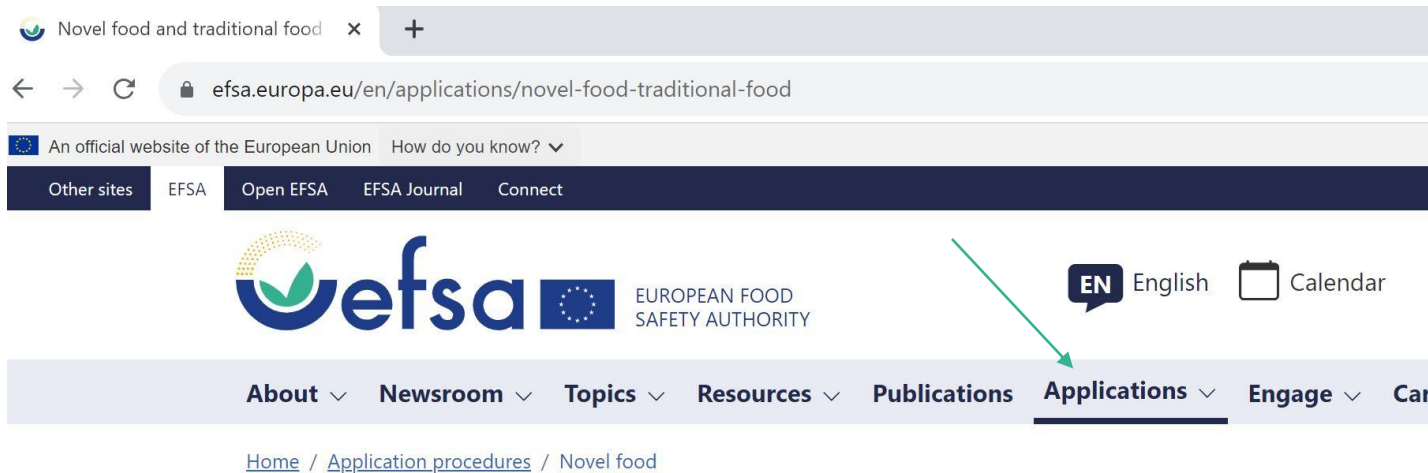 Novel food and traditional food
efsa.europa.eu/en/applications/novel-food-traditional-food
An official website of the European Union How do you know?
Other sites EFSA Open EFSA EFSA Journal Connect
efsa EUROPEAN FOOD
SAFETY AUTHORITY
EN English Calendar
About Newsroom Topics Resources Publications Applications Engage Car
Home / Application procedures / Novel food